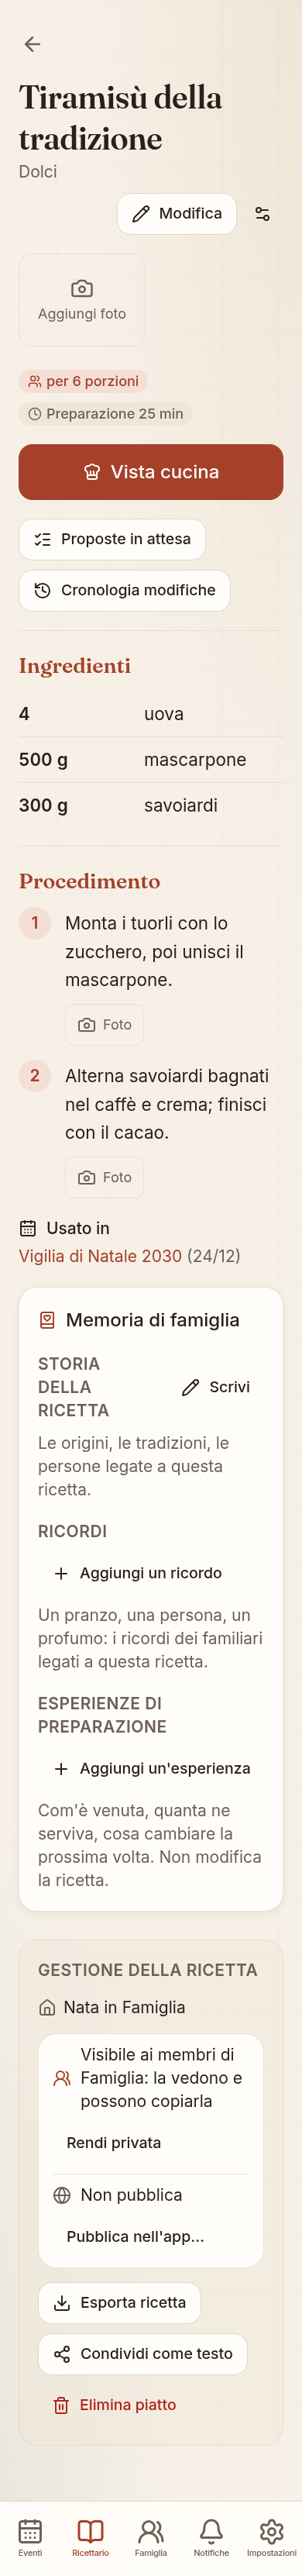 Tiramisù della
tradizione
Dolci
Modifica
Aggiungi foto
per 6 porzioni
Preparazione 25 min
Vista cucina
Proposte in attesa
Cronologia modifiche
Ingredienti
4 uova
500 g mascarpone
300 g savoiardi
Procedimento
1 Monta i tuorli con lo
zucchero, poi unisci il
mascarpone.
Foto
2 Alterna savoiardi bagnati
nel caffè e crema; finisci
con il cacao.
Foto
Usato in
Vigilia di Natale 2030 (24/12)
Memoria di famiglia
STORIA
DELLA
RICETTA
Scrivi
Le origini, le tradizioni, le
persone legate a questa
ricetta.
RICORDI
Aggiungi un ricordo
Un pranzo, una persona, un
profumo: i ricordi dei familiari
legati a questa ricetta.
ESPERIENZE DI
PREPARAZIONE
Aggiungi un'esperienza
Com'è venuta, quanta ne
serviva, cosa cambiare la
prossima volta. Non modifica
la ricetta.
GESTIONE DELLA RICETTA
Nata in Famiglia
Visibile ai membri di
Famiglia: la vedono e
possono copiarla
Rendi privata
Non pubblica
Pubblica nell'app...
Esporta ricetta
Condividi come testo
Elimina piatto
Eventi Ricettario Famiglia Notifiche Impostazioni